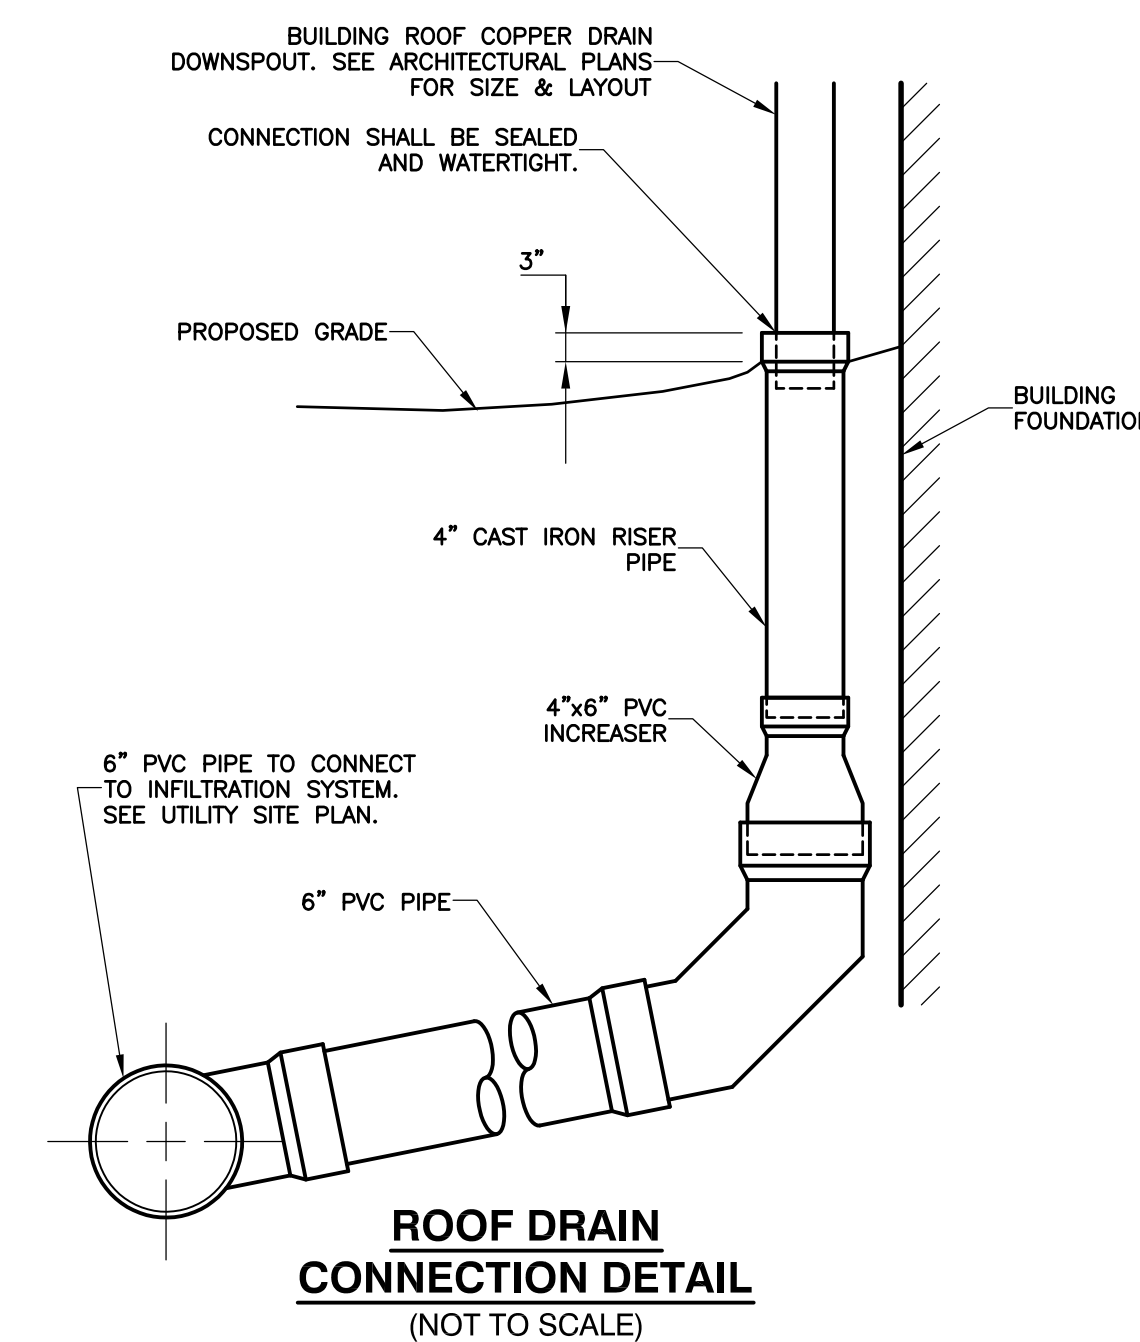 BUILDING ROOF COPPER DRAIN
DOWNSPOUT. SEE ARCHITECTURAL PLANS
FOR SIZE & LAYOUT
CONNECTION SHALL BE SEALED
AND WATERTIGHT.
3"
PROPOSED GRADE
BUILDING
FOUNDATION
4" CAST IRON RISER
PIPE
4"x6" PVC
INCREASER
6" PVC PIPE TO CONNECT
TO INFILTRATION SYSTEM.
SEE UTILITY SITE PLAN.
6" PVC PIPE
ROOF DRAIN
CONNECTION DETAIL
(NOT TO SCALE)